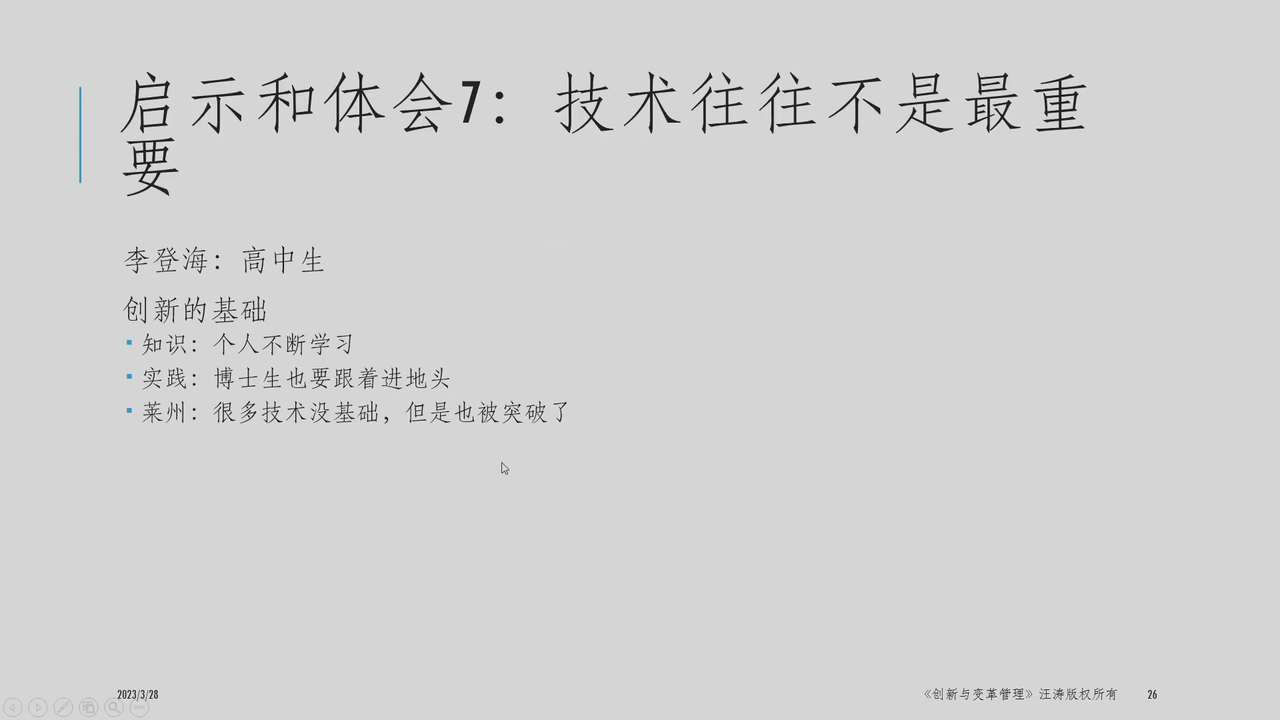 启示和体会7：技术往往不是最重
要
李登海：高中生
创新的基础
▪ 知识：个人不断学习
▪ 实践：博士生也要跟着进地头
▪ 莱州：很多技术没基础，但是也被突破了
2023/3/28
《创新与变革管理》汪涛版权所有
26